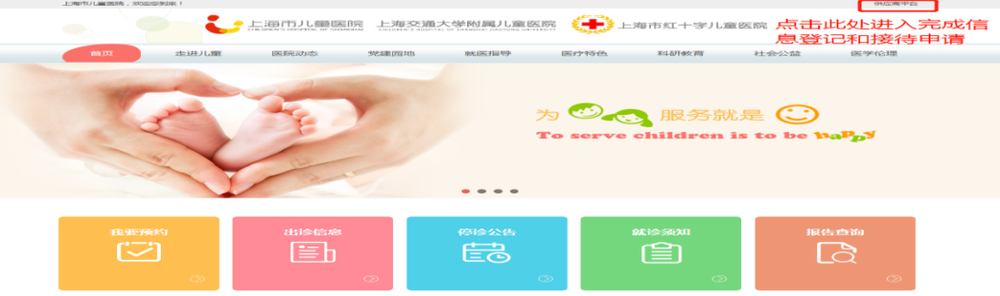 上海市儿童医院，欢迎您到来！
供应商平台
上海市儿童医院
CHILDREN'S HOSPITAL OF SHANGHAI
上海交通大学附属儿童医院
CHILDREN'S HOSPITAL OF SHANGHAI JIAOTONG UNIVERSITY
上海市红十字儿童医院
点击此处进入完成信
息登记和接待申请
首页 走进儿童 医院动态 党建园地 就医指导 医疗特色 科研教育 社会公益 医学伦理
为 服务就是
To serve children is to be happy
我要预约 出诊信息 停诊公告 就诊须知 报告查询